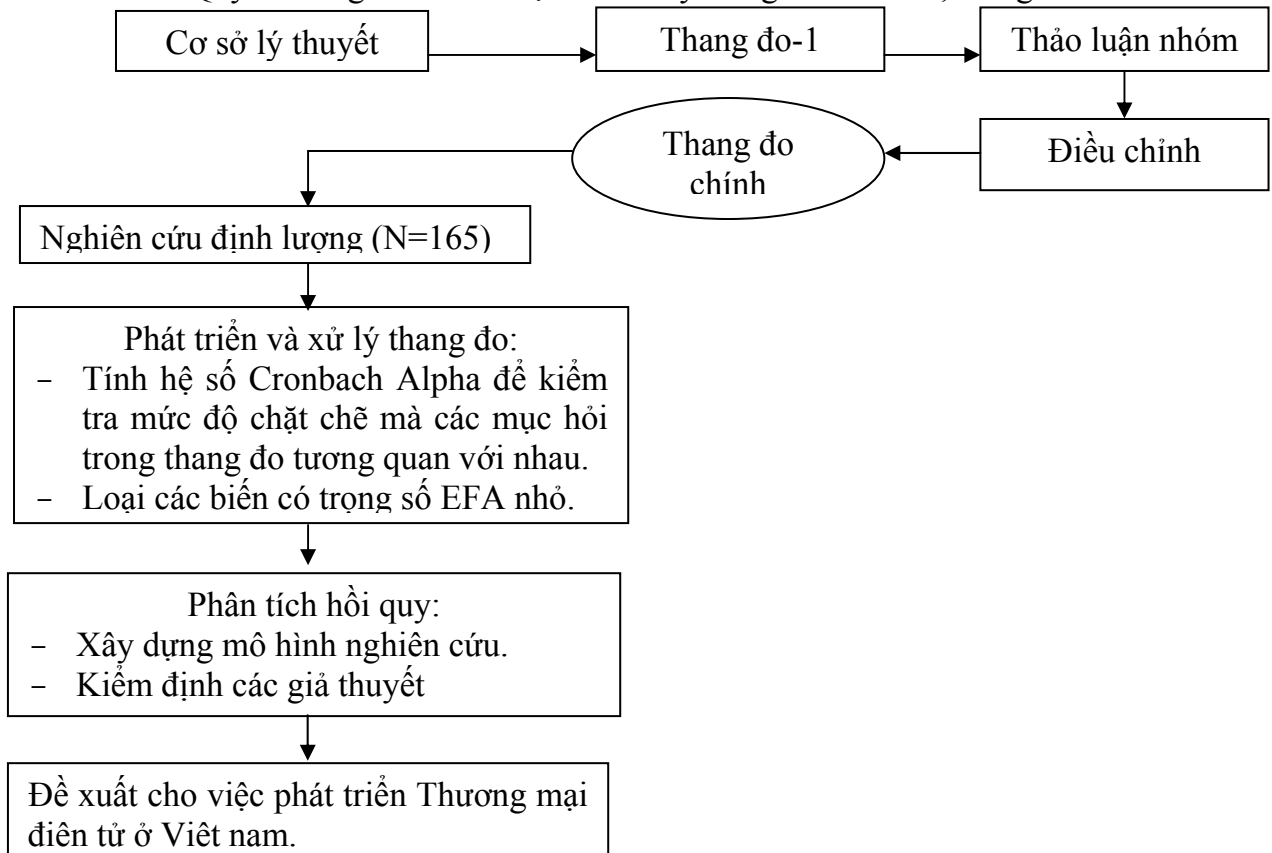 Cơ sở lý thuyết
Thang đo-1
Thảo luận nhóm
Điều chỉnh
Thang đo
chính
Nghiên cứu định lượng (N=165)
Phát triển và xử lý thang đo:
- Tính hệ số Cronbach Alpha để kiểm
tra mức độ chặt chẽ mà các mục hỏi
trong thang đo tương quan với nhau.
- Loại các biến có trọng số EFA nhỏ.
Phân tích hồi quy:
- Xây dựng mô hình nghiên cứu.
- Kiểm định các giả thuyết
Đề xuất cho việc phát triển Thương mại
điện tử ở Việt nam.